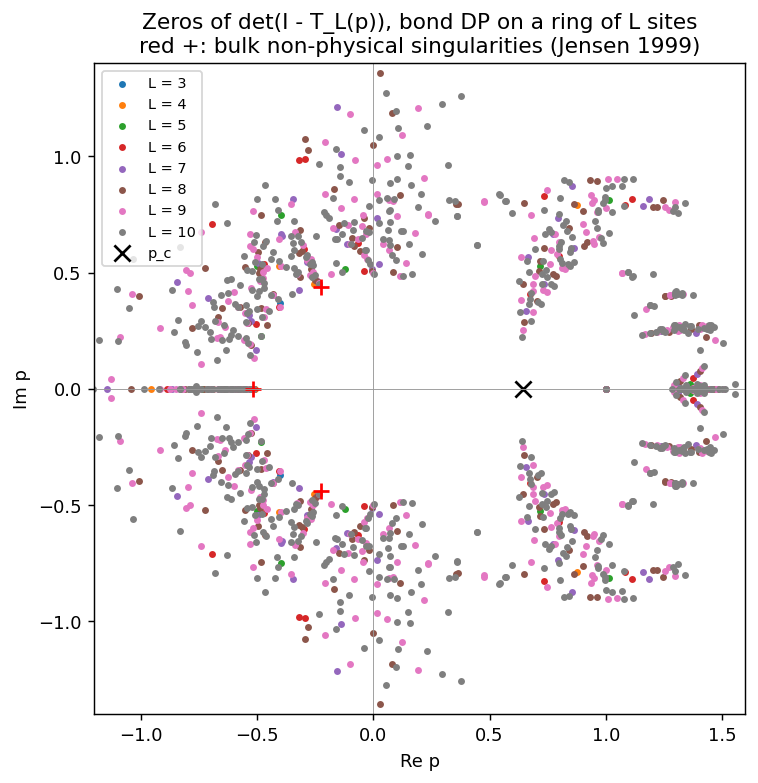 Zeros of det(I - T_L(p)), bond DP on a ring of L sites
red +: bulk non-physical singularities (Jensen 1999)
L = 3
L = 4
L = 5
L = 6
L = 7
L = 8
L = 9
L = 10
p_c
Im p
1.0
0.5
0.0
−0.5
−1.0
−1.0
−0.5
0.0
0.5
1.0
1.5
Re p